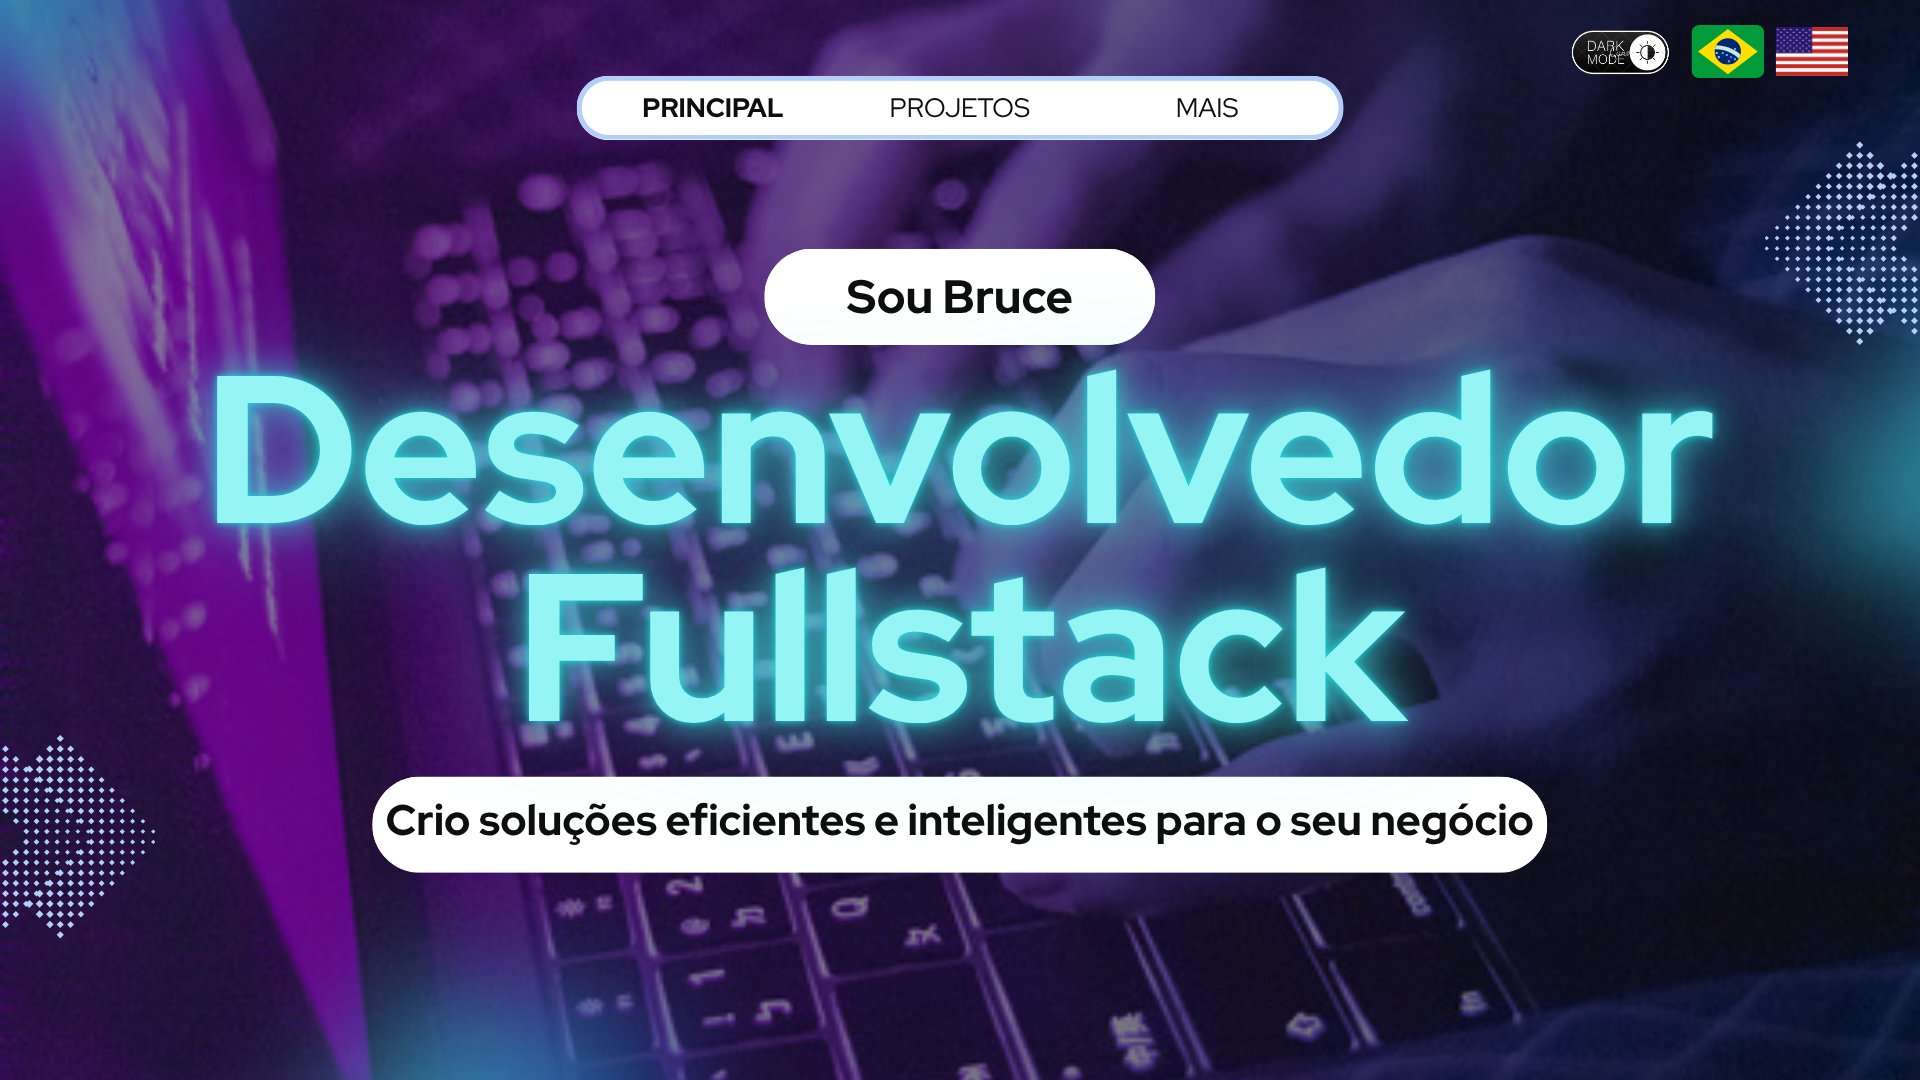 DARK
MODE
PRINCIPAL PROJETOS MAIS
Sou Bruce
Desenvolvedor
Fullstack
Crio soluções eficientes e inteligentes para o seu negócio